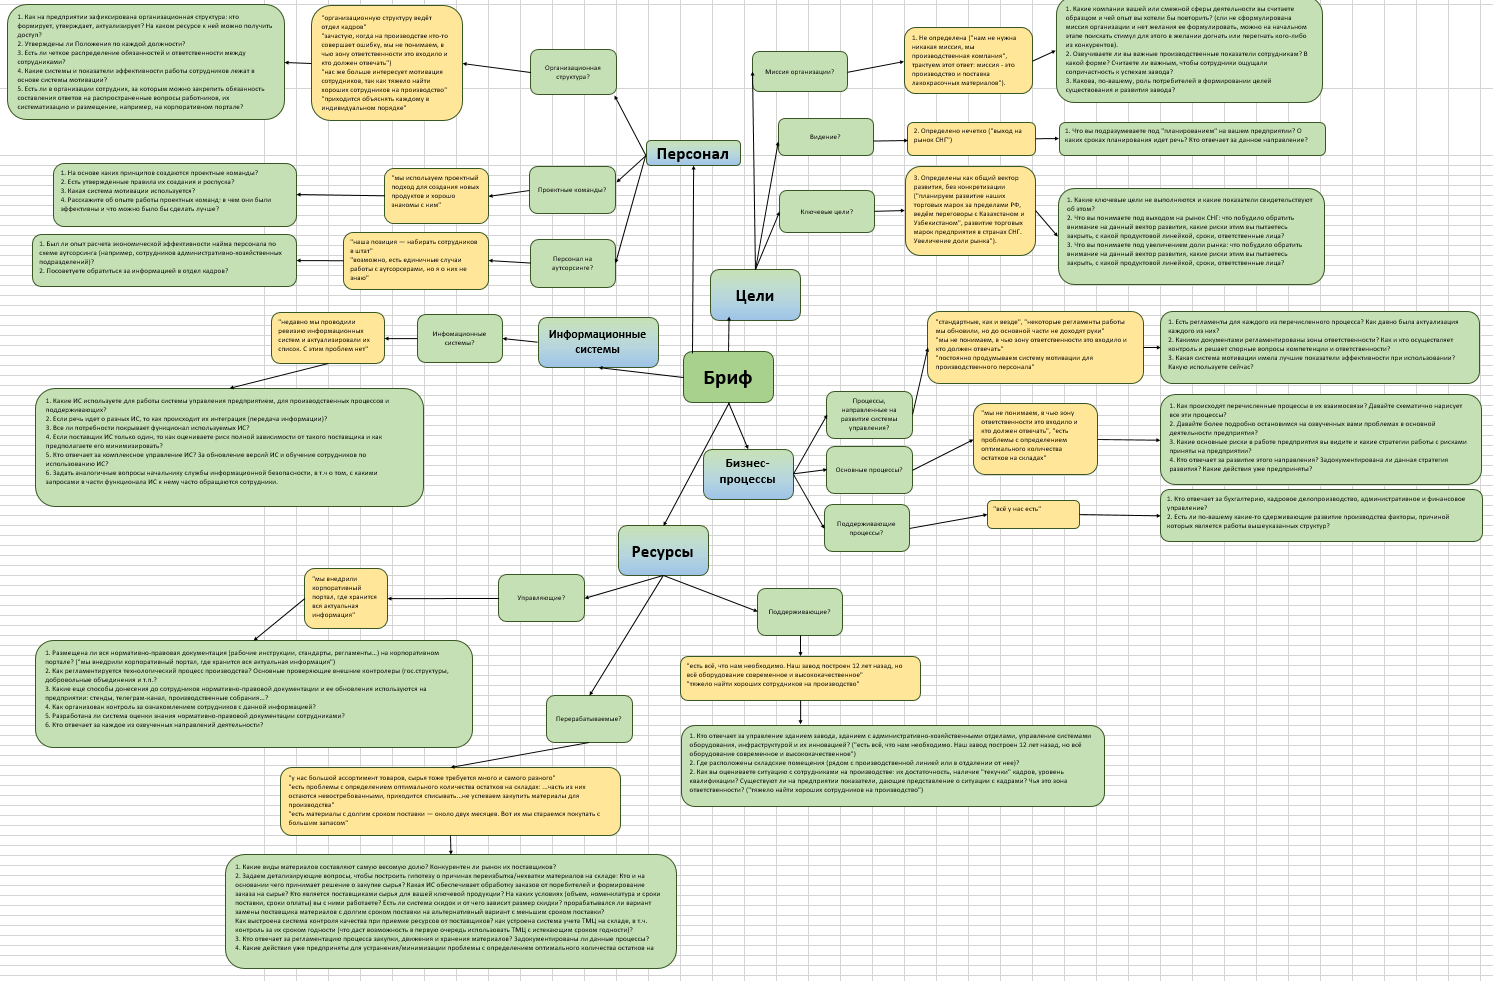 1. Как на предприятии зафиксирована организационная структура: кто
формирует, утверждает, актуализирует? На каком ресурсе к ней можно получить
доступ?
2. Утверждены ли Положения по каждой должности?
3. Есть ли четкое распределение обязанностей и ответственности между
сотрудниками?
4. Какие системы и показатели эффективности работы сотрудников лежат в
основе системы мотивации?
5. Есть ли в организации сотрудник, за которым можно закрепить обязанность
составления ответов на распространенные вопросы работников, их
систематизацию и размещение, например, на корпоративном портале?
"организационную структуру ведёт
отдел кадров"
"зачастую, когда на производстве кто-то
совершает ошибку, мы не понимаем, в
чью зону ответственности это входило и
кто должен отвечать")
"нас же больше интересует мотивация
сотрудников, так как тяжело найти
хороших сотрудников на производство"
"приходится объяснять каждому в
индивидуальном порядке"
Организационная
структура?
Персонал
1. На основе каких принципов создаются проектные команды?
2. Есть утвержденные правила их создания и роспуска?
3. Какая система мотивации используется?
4. Расскажите об опыте работы проектных команд: в чем они были
эффективны и что можно было бы сделать лучше?
"мы используем проектный
подход для создания новых
продуктов и хорошо
знакомы с ним"
Проектные команды?
1. Был ли опыт расчета экономической эффективности найма персонала по
схеме аутсорсинга (например, сотрудников административно-хозяйственных
подразделений)?
2. Посоветуете обратиться за информацией в отдел кадров?
"наша позиция — набирать сотрудников
в штат"
"возможно, есть единичные случаи
работы с аутсорсерами, но я о них не
знаю"
Персонал на
аутсорсинге?
Миссия организации?
1. Не определена ("нам не нужна
никакая миссия, мы
производственная компания",
трактуем этот ответ: миссия - это
производство и поставка
лакокрасочных материалов").
1. Какие компании вашей или смежной сферы деятельности вы считаете
образцом и чей опыт вы хотели бы повторить? (сли не сформулирована
миссия организации и нет желания ее формулировать, можно на начальном
этапе поискать стимул для этого в желании догнать или перегнать кого-либо
из конкурентов).
2. Озвучиваете ли вы важные производственные показатели сотрудникам? В
какой форме? Считаете ли важным, чтобы сотрудники ощущали
сопричастность к успехам завода?
3. Какова, по-вашему, роль потребителей в формировании целей
существования и развития завода?
Видение?
2. Определено нечетко ("выход на
рынок СНГ")
1. Что вы подразумеваете под "планированием" на вашем предприятии? О
каких сроках планирования идет речь? Кто отвечает за данное направление?
Ключевые цели?
3. Определены как общий вектор
развития, без конкретизации
("планируем развитие наших
торговых марок за пределами РФ,
ведём переговоры с Казахстаном и
Узбекистаном", развитие торговых
марок предприятия в странах СНГ.
Увеличение доли рынка").
1. Какие ключевые цели не выполняются и какие показатели свидетельствуют
об этом?
2. Что вы понимаете под выходом на рынок СНГ: что побудило обратить
внимание на данный вектор развития, какие риски этим вы пытаетесь
закрыть, с какой продуктовой линейкой, сроки, ответственные лица?
3. Что вы понимаете под увеличением доли рынка: что побудило обратить
внимание на данный вектор развития, какие риски этим вы пытаетесь
закрыть, с какой продуктовой линейкой, сроки, ответственные лица?
Цели
"недавно мы проводили
ревизию информационных
систем и актуализировали их
список. С этим проблем нет"
Инфомационные
системы?
Информационные
системы
Бриф
1. Какие ИС используете для работы системы управления предприятием, для производственных процессов и
поддерживающих?
2. Если речь идет о разных ИС, то как происходит их интеграция (передача информации)?
3. Все ли потребности покрывает функционал используемых ИС?
4. Если поставщик ИС только один, то как оцениваете риск полной зависимости от такого поставщика и как
предполагаете его минимизировать?
5. Кто отвечает за комплексное управление ИС? За обновление версий ИС и обучение сотрудников по
использованию ИС?
6. Задать аналогичные вопросы начальнику службы информационной безопасности, в т.ч о том, с какими
запросами в части функционала ИС к нему часто обращаются сотрудники.
Процессы,
направленные на
развитие системы
управления?
"стандартные, как и везде", "некоторые регламенты работы
мы обновили, но до основной части не доходят руки"
"мы не понимаем, в чью зону ответственности это входило и
кто должен отвечать"
"постоянно продумываем систему мотивации для
производственного персонала"
1. Есть регламенты для каждого из перечисленного процесса? Как давно была актуализация
каждого из них?
2. Какими документами регламентированы зоны ответственности? Как и кто осуществляет
контроль и решает спорные вопросы компетенции и ответственности?
3. Какая система мотивации имела лучшие показатели эффективности при использовании?
Какую используете сейчас?
Бизнес-
процессы
Основные процессы?
"мы не понимаем, в чью зону
ответственности это входило и
кто должен отвечать", "есть
проблемы с определением
оптимального количества
остатков на складах"
1. Как происходят перечисленные процессы в их взаимосвязи? Давайте схематично нарисует
все эти процессы?
2. Давайте более подробно остановимся на озвученных вами проблемах в основной
деятельности предприятия?
3. Какие основные риски в работе предприятия вы видите и какие стратегии работы с рисками
приняты на предприятии?
4. Кто отвечает за развитие этого направления? Задокументирована ли данная стратегия
развития? Какие действия уже предприняты?
Поддерживающие
процессы?
"всё у нас есть"
1. Кто отвечает за бухгалтерию, кадровое делопроизводство, административное и финансовое
управление?
2. Есть ли по-вашему какие-то сдерживающие развитие производства факторы, причиной
которых является работы вышеуказанных структур?
Ресурсы
"мы внедрили
корпоративный
портал, где хранится
вся актуальная
информация"
Управляющие?
1. Размещена ли вся нормативно-правовая документация (рабочие инструкции, стандарты, регламенты...) на корпоративном
портале? ("мы внедрили корпоративный портал, где хранится вся актуальная информация")
2. Как регламентируется технологический процесс производства? Основные проверяющие внешние контролеры (гос.структуры,
добровольные объединения и т.п.?
3. Какие еще способы донесения до сотрудников нормативно-правовой документации и ее обновления используются на
предприятии: стенды, телеграм-канал, производственные собрания...?
4. Как организован контроль за ознакомлением сотрудников с данной информацией?
5. Разработана ли система оценки знания нормативно-правовой документации сотрудниками?
6. Кто отвечает за каждое из озвученных направлений деятельности?
Поддерживающие?
"есть всё, что нам необходимо. Наш завод построен 12 лет назад, но
всё оборудование современное и высококачественное"
"тяжело найти хороших сотрудников на производство"
1. Кто отвечает за управление зданием завода, зданием с административно-хозяйственными отделами, управление системами
оборудования, инфраструктурой и их инновацией? ("есть всё, что нам необходимо. Наш завод построен 12 лет назад, но всё
оборудование современное и высококачественное")
2. Где расположены складские помещения (рядом с производственной линией или в отдалении от нее)?
2. Как вы оцениваете ситуацию с сотрудниками на производстве: их достаточность, наличие "текучки" кадров, уровень
квалификации? Существуют ли на предприятии показатели, дающие представление о ситуации с кадрами? Чья это зона
ответственности? ("тяжело найти хороших сотрудников на производство")
Перерабатываемые?
"у нас большой ассортимент товаров, сырья тоже требуется много и самого разного"
"есть проблемы с определением оптимального количества остатков на складах: ...часть из них
остаются невостребованными, приходится списывать...не успеваем закупить материалы для
производства"
"есть материалы с долгим сроком поставки — около двух месяцев. Вот их мы стараемся покупать с
большим запасом"
1. Какие виды материалов составляют самую весомую долю? Конкурентен ли рынок их поставщиков?
2. Задаем детализирующие вопросы, чтобы построить гипотезу о причинах переизбытка/нехватки материалов на складе: Кто и на
основании чего принимает решение о закупке сырья? Какая ИС обеспечивает обработку заказов от поребителей и формирование
заказа на сырье? Кто является поставщиками сырья для вашей ключевой продукции? На каких условиях (объем, номенклатура и сроки
поставки, сроки оплаты) вы с ними работаете? Есть ли система скидок и от чего зависит размер скидки? прорабатывался ли вариант
замены поставщика материалов с долгим сроком поставки на альтернативный вариант с меньшим сроком поставки?
Как выстроена система контроля качества при приемке ресурсов от поставщиков? как устроена система учета ТМЦ на складе, в т.ч.
контроль за их сроком годности (что даст возможность в первую очередь использовать ТМЦ с истекающим сроком годности)?
3. Кто отвечает за регламентацию процесса закупки, движения и хранения материалов? Задокументированы ли данные процессы?
4. Какие действия уже предприняты для устранения/минимизации проблемы с определением оптимального количества остатков на